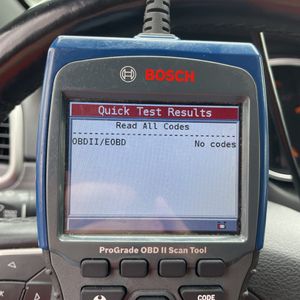 BOSCH
Quick Test Results
Read All Codes
OBDII/EOBD No codes
ProGrade OBD II Scan Tool
CODE